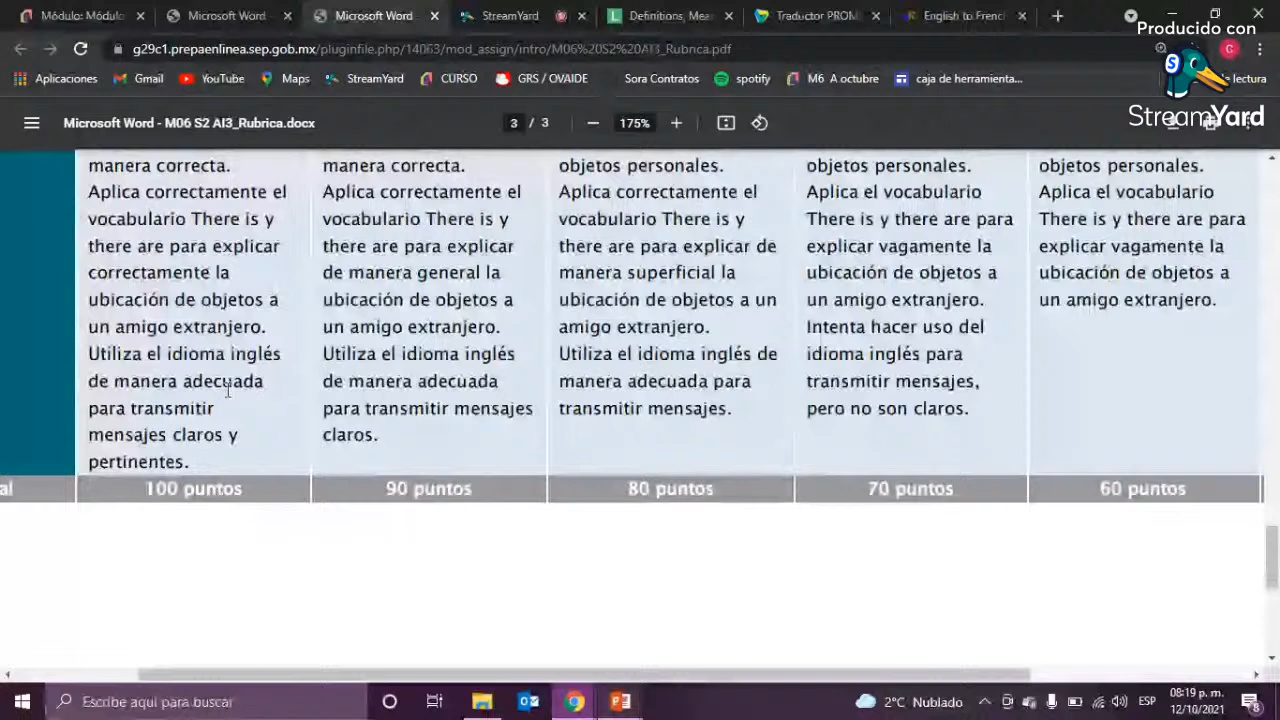 Módulo: Módulo
Microsoft Word
Microsoft Word
StreamYard
Definitions, Mea
Traductor PROM
English to Frenc
Producido con
StreamYard
g29c1.prepaenlinea.sep.gob.mx/pluginfile.php/14063/mod_assign/intro/M06%20S2%20AI3_Rubrica.pdf
Aplicaciones
Gmail
YouTube
Maps
StreamYard
CURSO
GRS / OVAIDE
Sora Contratos
spotify
M6 A octubre
caja de herramienta...
lectura
Microsoft Word - M06 S2 AI3_Rubrica.docx
3 / 3
175%
manera correcta.
Aplica correctamente el
vocabulario There is y
there are para explicar
correctamente la
ubicación de objetos a
un amigo extranjero.
Utiliza el idioma inglés
de manera adecuada
para transmitir
mensajes claros y
pertinentes.
manera correcta.
Aplica correctamente el
vocabulario There is y
there are para explicar
de manera general la
ubicación de objetos a
un amigo extranjero.
Utiliza el idioma inglés
de manera adecuada
para transmitir mensajes
claros.
objetos personales.
Aplica correctamente el
vocabulario There is y
there are para explicar de
manera superficial la
ubicación de objetos a un
amigo extranjero.
Utiliza el idioma inglés de
manera adecuada para
transmitir mensajes.
objetos personales.
Aplica el vocabulario
There is y there are para
explicar vagamente la
ubicación de objetos a
un amigo extranjero.
Intenta hacer uso del
idioma inglés para
transmitir mensajes,
pero no son claros.
objetos personales.
Aplica el vocabulario
There is y there are para
explicar vagamente la
ubicación de objetos a
un amigo extranjero.
al
100 puntos
90 puntos
80 puntos
70 puntos
60 puntos
Escribe aquí para buscar
2°C Nublado
ESP
08:19 p. m.
12/10/2021
8